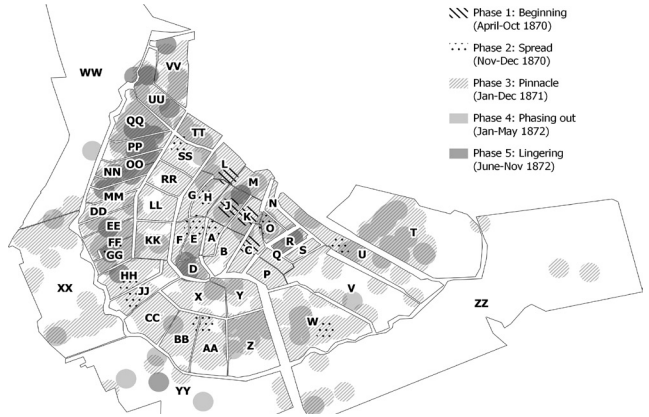 Phase 1: Beginning
(April-Oct 1870)
Phase 2: Spread
(Nov-Dec 1870)
Phase 3: Pinnacle
(Jan-Dec 1871)
Phase 4: Phasing out
(Jan-May 1872)
Phase 5: Lingering
(June-Nov 1872)
WW
VV
UU
QQ
TT
PP
SS
OO
L
NN
RR
M
MM
G
H
N
DD
LL
J
K
EE
O
T
FF
KK
F
E
A
R
GG
B
C
Q
S
U
HH
D
P
XX
JJ
X
Y
V
ZZ
CC
W
BB
AA
Z
YY